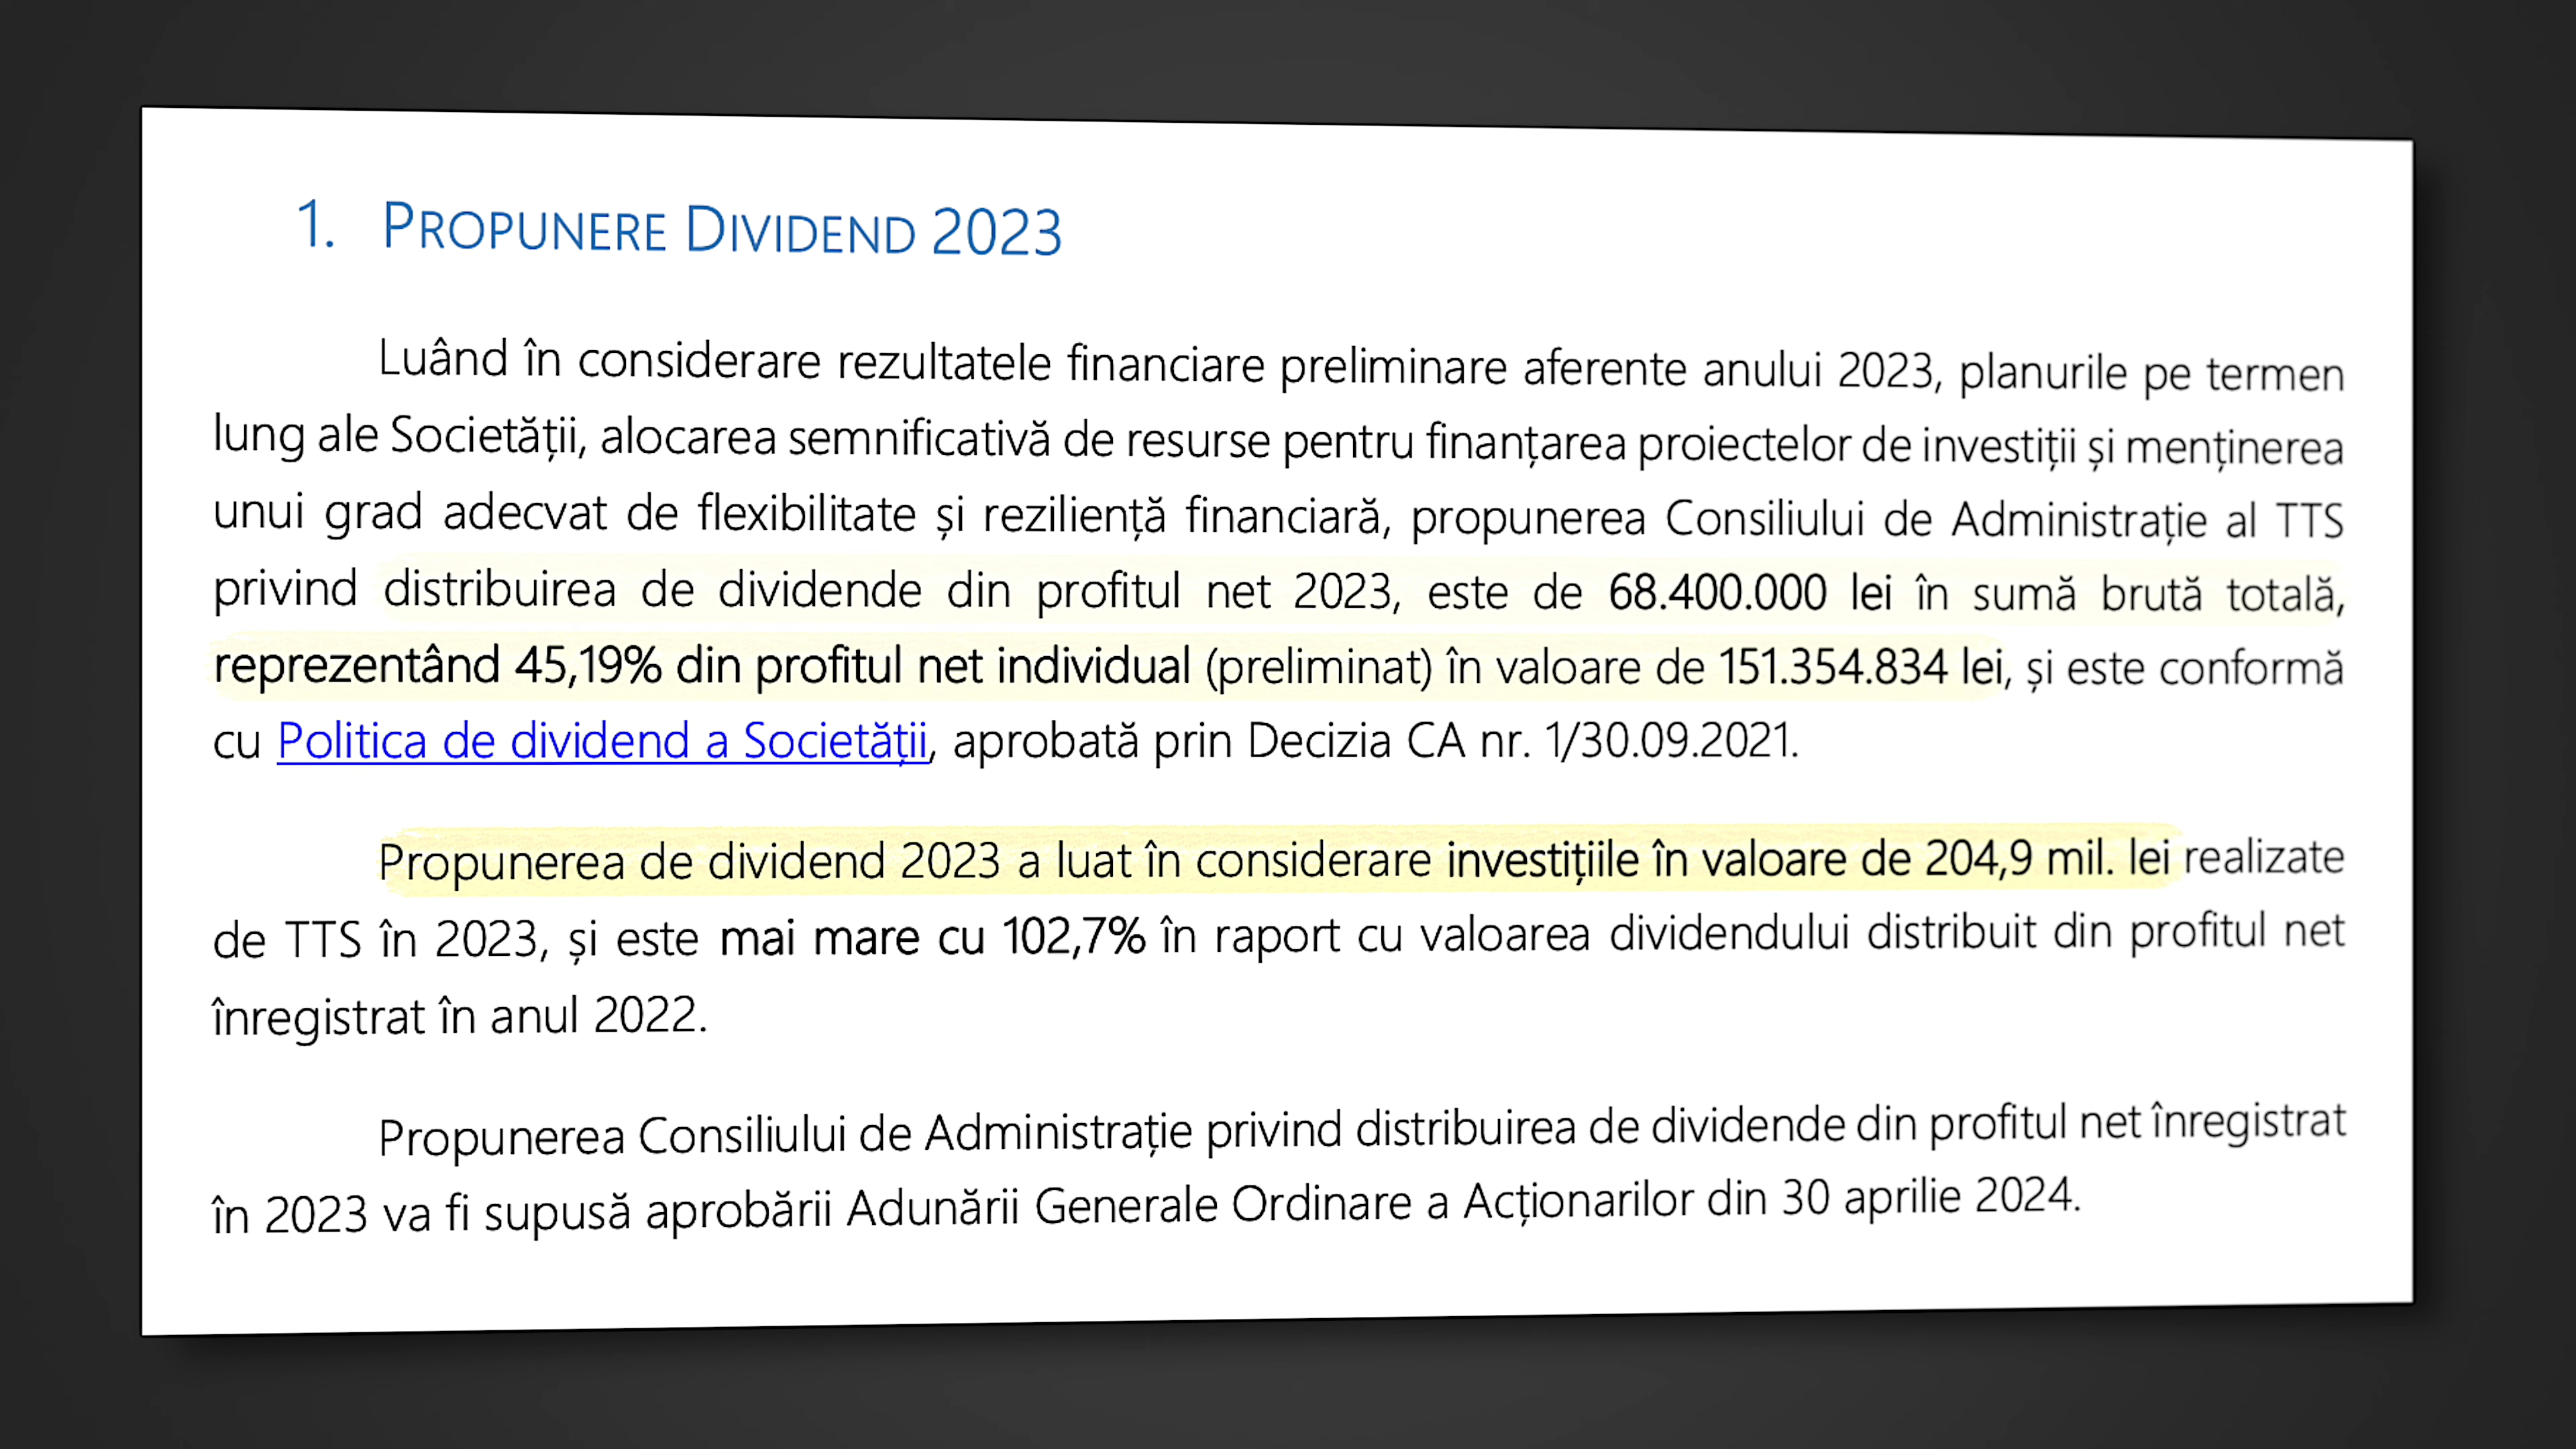 1. PROPUNERE DIVIDEND 2023
Luând în considerare rezultatele financiare preliminare aferente anului 2023, planurile pe termen
lung ale Societății, alocarea semnificativă de resurse pentru finanțarea proiectelor de investiții și menținerea
unui grad adecvat de flexibilitate și reziliență financiară, propunerea Consiliului de Administrație al TTS
privind distribuirea de dividende din profitul net 2023, este de 68.400.000 lei în sumă brută totală,
reprezentând 45,19% din profitul net individual (preliminat) în valoare de 151.354.834 lei, și este conformă
cu Politica de dividend a Societății, aprobată prin Decizia CA nr. 1/30.09.2021.
Propunerea de dividend 2023 a luat în considerare investițiile în valoare de 204,9 mil. lei realizate
de TTS în 2023, și este mai mare cu 102,7% în raport cu valoarea dividendului distribuit din profitul net
înregistrat în anul 2022.
Propunerea Consiliului de Administrație privind distribuirea de dividende din profitul net înregistrat
în 2023 va fi supusă aprobării Adunării Generale Ordinare a Acționarilor din 30 aprilie 2024.